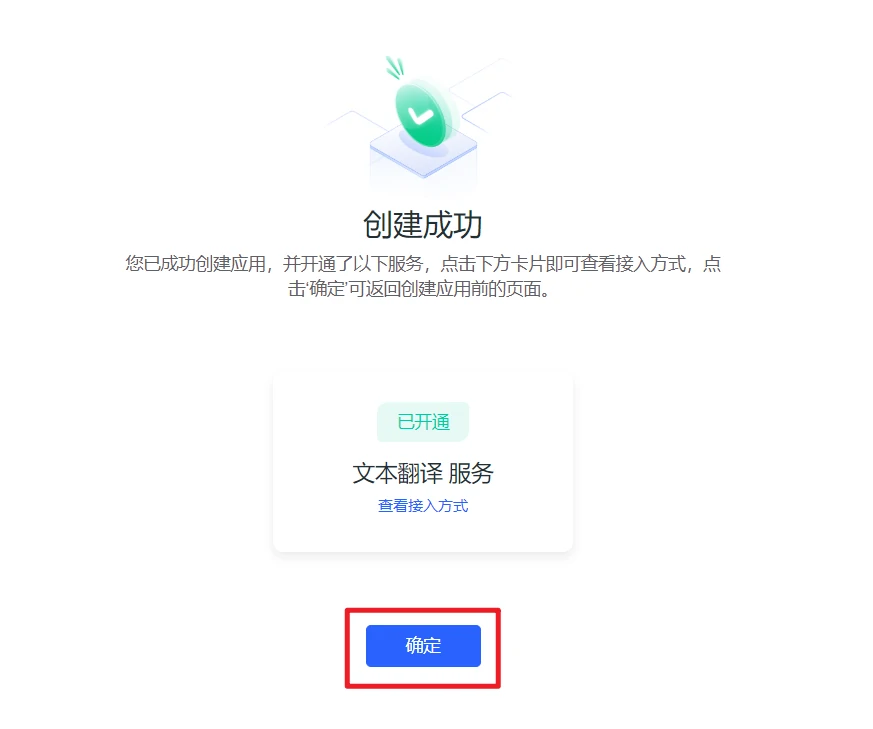 创建成功
您已成功创建应用，并开通了以下服务，点击下方卡片即可查看接入方式，点
击'确定'可返回创建应用前的页面。
已开通
文本翻译 服务
查看接入方式
确定